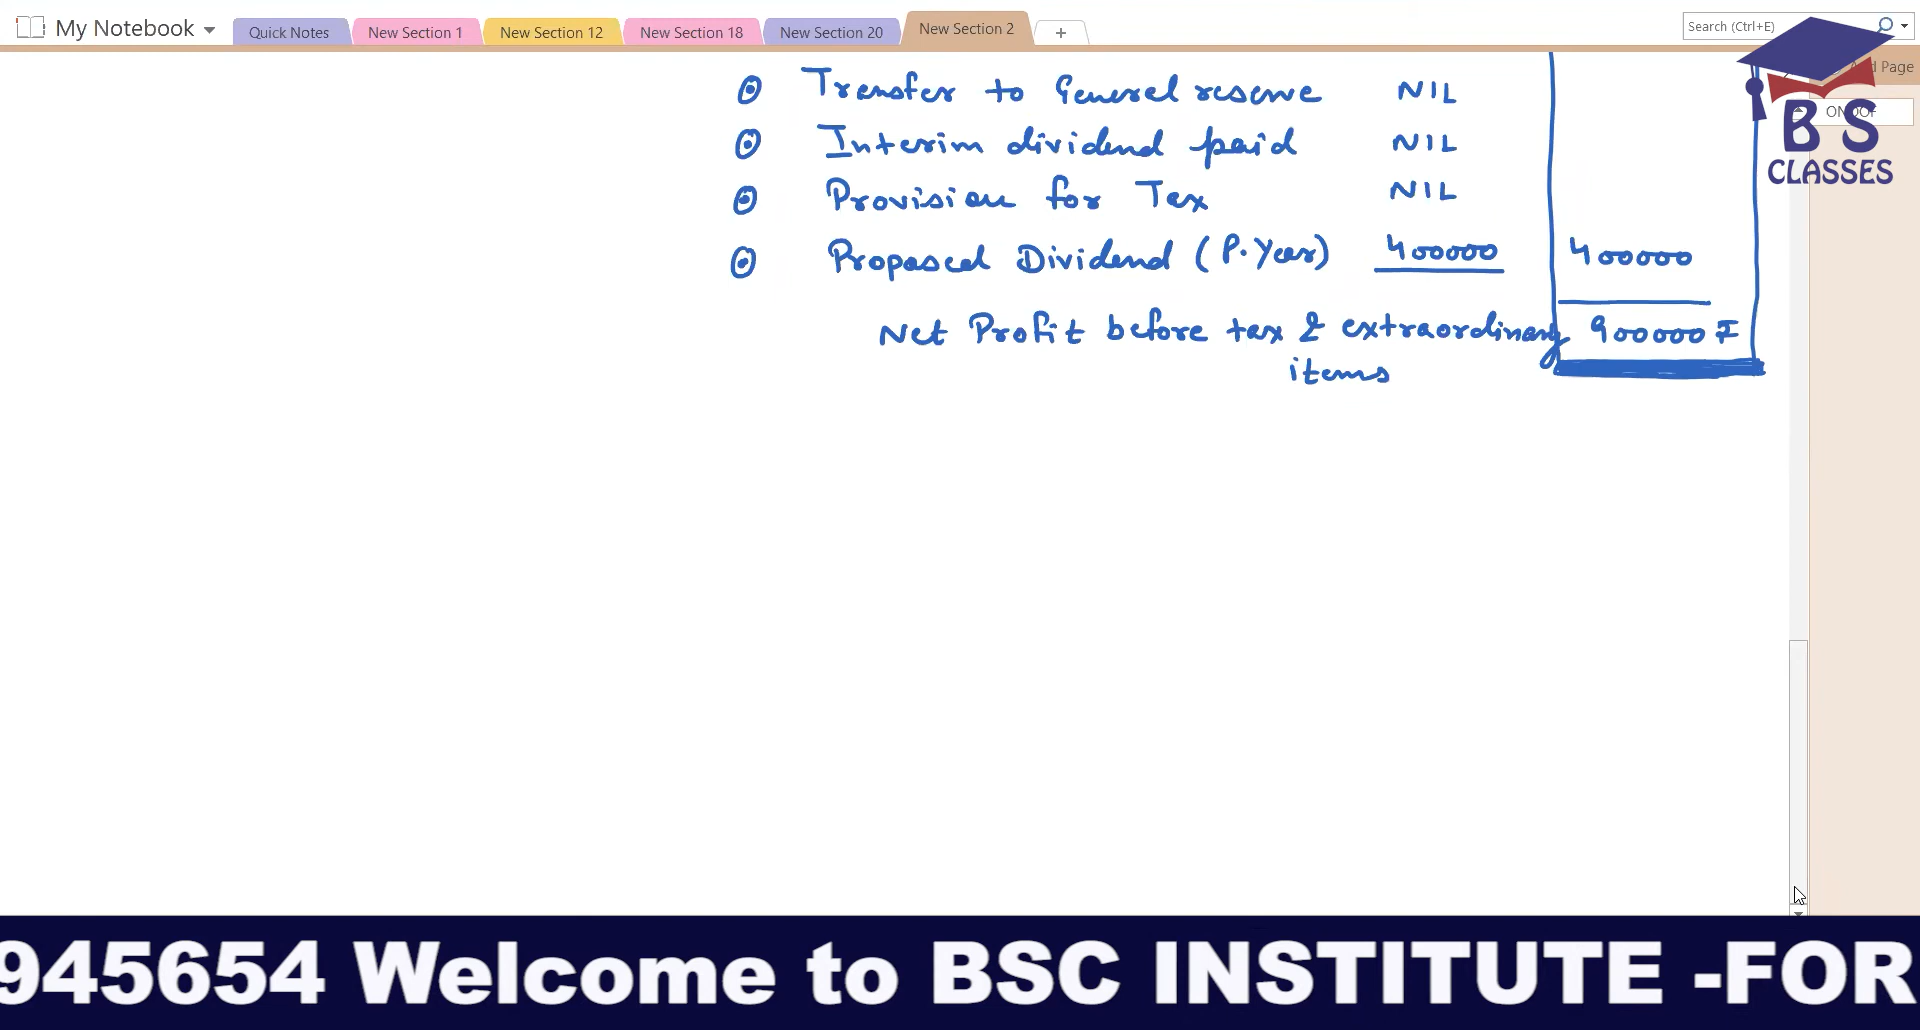 My Notebook
Quick Notes
New Section 1
New Section 12
New Section 18
New Section 20
New Section 2
+
Search (Ctrl+E)
Page
B S
CLASSES
Transfer to General reserve NIL
Interim dividend paid NIL
Provision for Tax NIL
Proposed Dividend (P.Year) 400000 400000
Net Profit before tax & extraordinary 900000 I
items
945654 Welcome to BSC INSTITUTE -FOR